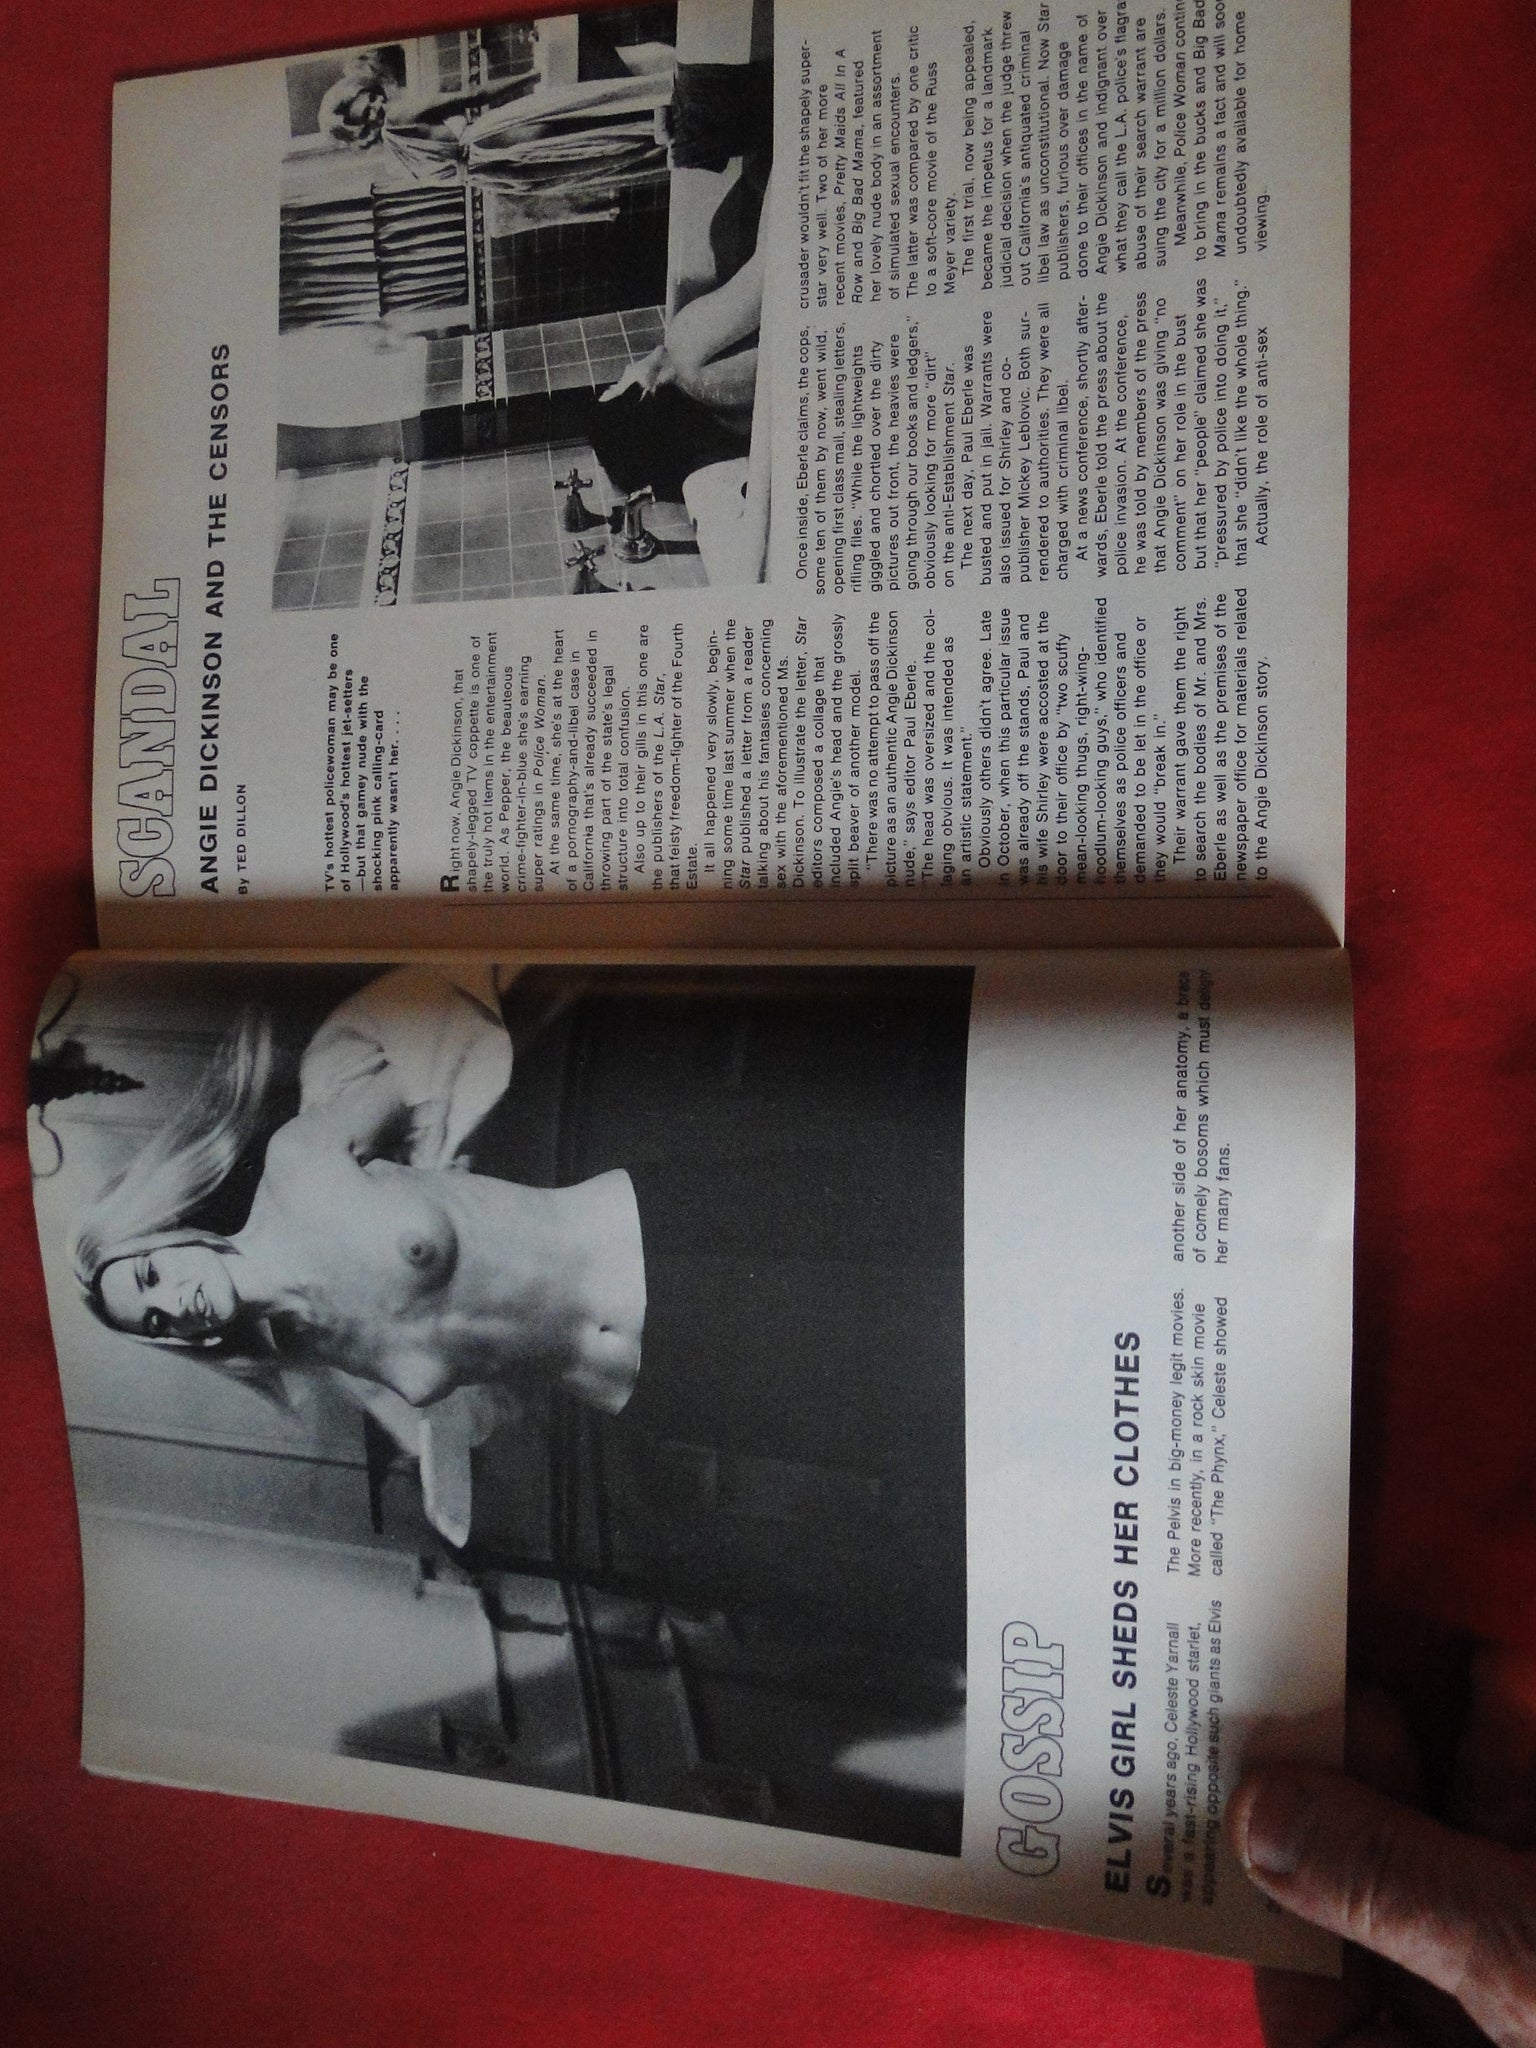 GOSSIP
ELVIS GIRL SHEDS HER CLOTHES
Several years ago, Celeste Yarnall
was a fast-rising Hollywood starlet,
appearing opposite such giants as Elvis
The Pelvis in big-money legit movies.
More recently, in a rock skin movie
called “The Phynx,” Celeste showed
another side of her anatomy, a brace
of comely bosoms which must delight
her many fans.
SCANDAL
ANGIE DICKINSON AND THE CENSORS
By TED DILLON
TV's hottest policewoman may be one
of Hollywood's hottest jet-setters
—but that gamey nude with the
shocking pink calling-card
apparently wasn't her. . . .
Right now, Angie Dickinson, that
shapely-legged TV coppette is one of
the truly hot items in the entertainment
world. As Pepper, the beauteous
crime-fighter-in-blue she's earning
super ratings in Police Woman.
At the same time, she's at the heart
of a pornography-and-libel case in
California that's already succeeded in
throwing part of the state's legal
structure into total confusion.
Also up to their gills in this one are
the publishers of the L.A. Star,
that feisty freedom-fighter of the Fourth
Estate.
It all happened very slowly, begin-
ning some time last summer when the
Star published a letter from a reader
talking about his fantasies concerning
sex with the aforementioned Ms.
Dickinson. To illustrate the letter, Star
editors composed a collage that
included Angie's head and the grossly
split beaver of another model.
“There was no attempt to pass off the
picture as an authentic Angie Dickinson
nude,” says editor Paul Eberle.
“The head was oversized and the col-
laging obvious. It was intended as
an artistic statement.”
Obviously others didn't agree. Late
in October, when this particular issue
was already off the stands, Paul and
his wife Shirley were accosted at the
door to their office by “two scuffy
mean-looking thugs, right-wing-
hoodlum-looking guys,” who identified
themselves as police officers and
demanded to be let in the office or
they would “break in.”
Their warrant gave them the right
to search the bodies of Mr. and Mrs.
Eberle as well as the premises of the
newspaper office for materials related
to the Angie Dickinson story.
Once inside, Eberle claims, the cops,
some ten of them by now, went wild,
opening first class mail, stealing letters,
rifling files. “While the lightweights
giggled and chortled over the dirty
pictures out front, the heavies were
going through our books and ledgers,”
obviously looking for more “dirt”
on the anti-Establishment Star.
The next day, Paul Eberle was
busted and put in jail. Warrants were
also issued for Shirley and co-
publisher Mickey Leblovic. Both sur-
rendered to authorities. They were all
charged with criminal libel.
At a news conference, shortly after-
wards, Eberle told the press about the
police invasion. At the conference,
he was told by members of the press
that Angie Dickinson was giving “no
comment” on her role in the bust
but that her “people” claimed she was
“pressured by police into doing it,”
that she “didn't like the whole thing.”
Actually, the role of anti-sex
crusader wouldn't fit the shapely super-
star very well. Two of her more
recent movies, Pretty Maids All In A
Row and Big Bad Mama, featured
her lovely nude body in an assortment
of simulated sexual encounters.
The latter was compared by one critic
to a soft-core movie of the Russ
Meyer variety.
The first trial, now being appealed,
became the impetus for a landmark
judicial decision when the judge threw
out California's antiquated criminal
libel law as unconstitutional. Now Star
publishers, furious over damage
done to their offices in the name of
Angie Dickinson and indignant over
what they call the L.A. police's flagra
abuse of their search warrant are
suing the city for a million dollars.
Meanwhile, Police Woman contin
to bring in the bucks and Big Bad
Mama remains a fact and will soo
undoubtedly available for home
viewing.